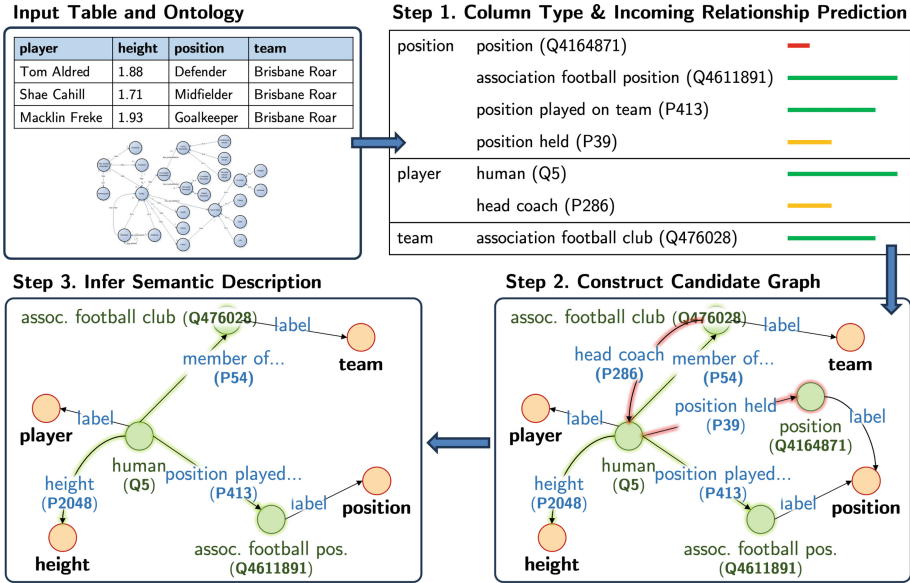 Input Table and Ontology
player height position team
Tom Aldred 1.88 Defender Brisbane Roar
Shae Cahill 1.71 Midfielder Brisbane Roar
Macklin Freke 1.93 Goalkeeper Brisbane Roar
Step 1. Column Type & Incoming Relationship Prediction
position position (Q4164871)
association football position (Q4611891)
position played on team (P413)
position held (P39)
player human (Q5)
head coach (P286)
team association football club (Q476028)
Step 3. Infer Semantic Description
assoc. football club (Q476028)
label
team
member of...
(P54)
label
player
human
(Q5)
height
(P2048)
height
position played...
(P413)
label
position
assoc. football pos.
(Q4611891)
Step 2. Construct Candidate Graph
assoc. football club (Q476028)
label
team
head coach
(P286)
member of...
(P54)
position held
(P39)
label
position
(Q4164871)
label
player
human
(Q5)
height
(P2048)
height
position played...
(P413)
label
position
assoc. football pos.
(Q4611891)